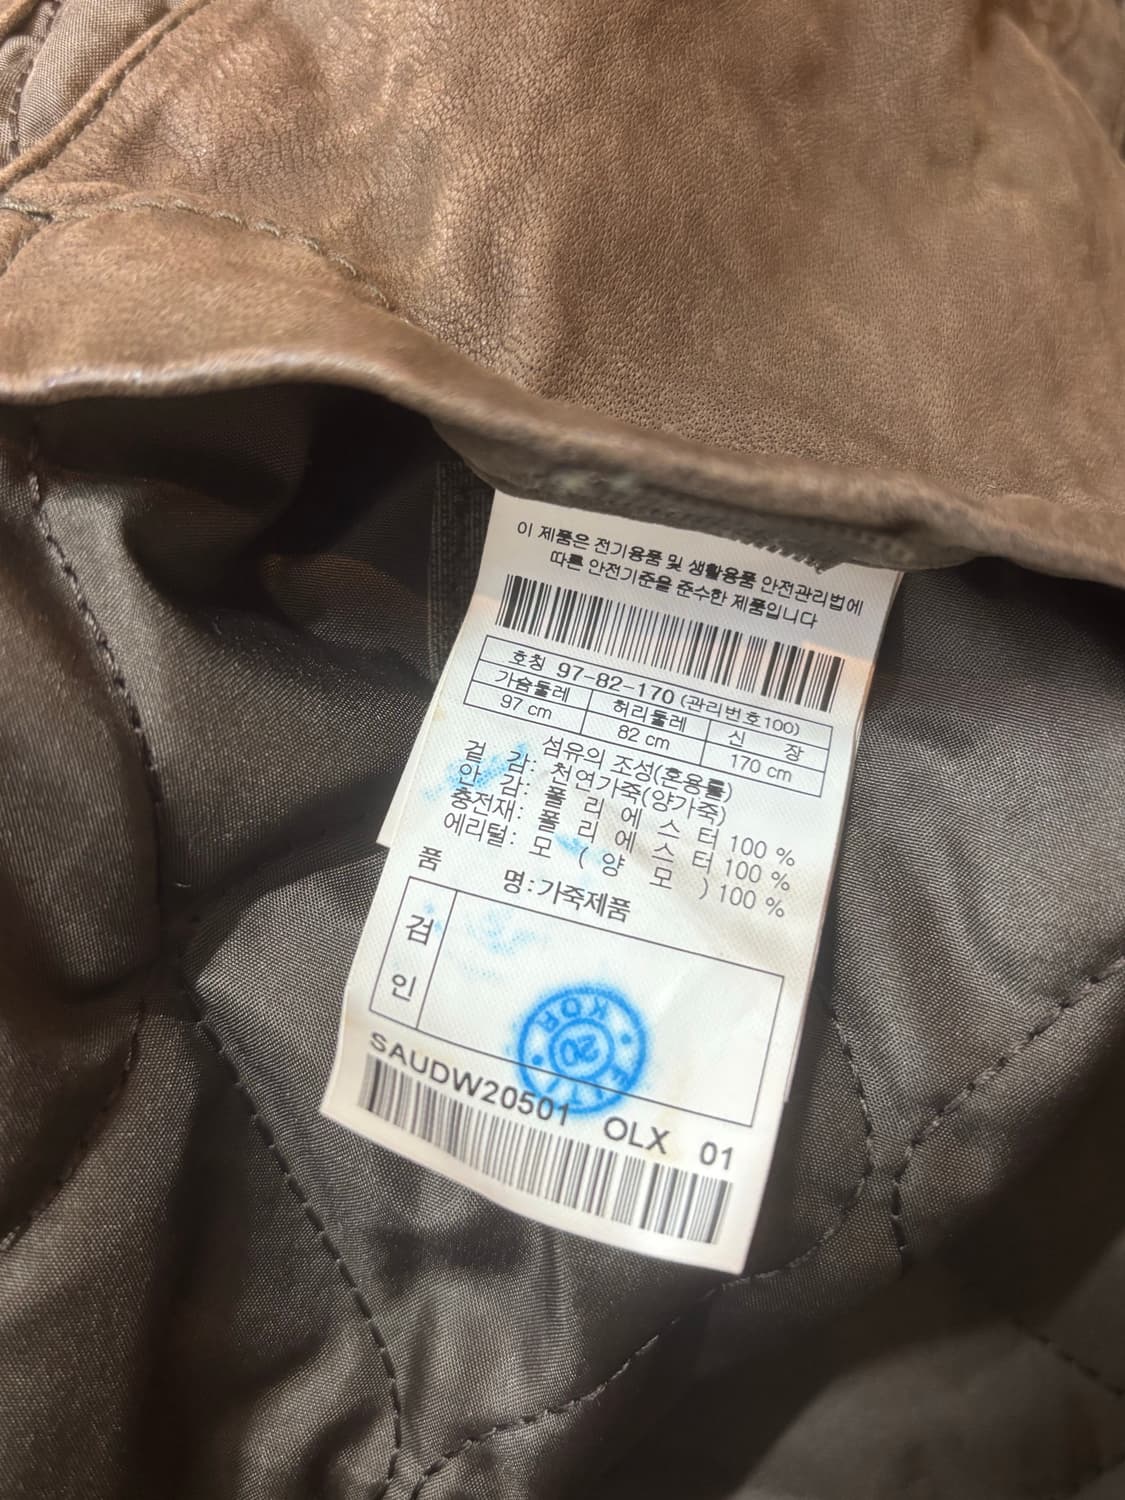 이 제품은 전기용품 및 생활용품 안전관리법에
따른 안전기준을 준수한 제품입니다
호칭 97-82-170 (관리번호100)
가슴둘레 허리둘레 신 장
97 cm 82 cm 170 cm
섬유의 조성(혼용률)
겉 감: 천연가죽(양가죽)
안 감: 폴 리 에 스 터 100 %
충전재: 폴 리 에 스 터 100 %
에리털: 모 ( 양 모 ) 100 %
품 명: 가죽제품
검
인
KOR
20
SAUDW20501 OLX 01